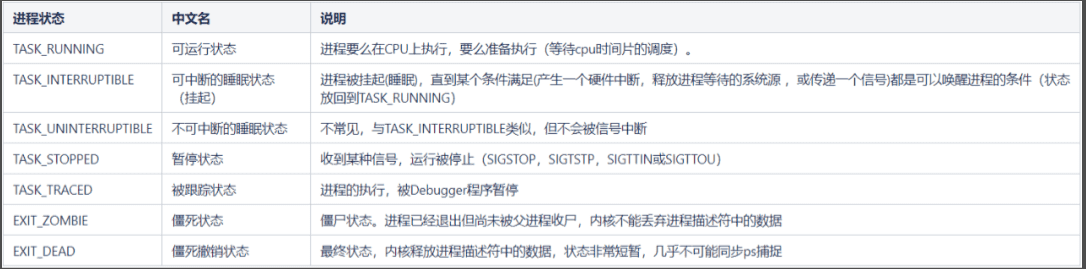 进程状态 中文名 说明
TASK_RUNNING 可运行状态 进程要么在CPU上执行，要么准备执行（等待cpu时间片的调度）。
TASK_INTERRUPTIBLE 可中断的睡眠状态 进程被挂起(睡眠)，直到某个条件满足(产生一个硬件中断，释放进程等待的系统源 ，或传递一个信号)都是可以唤醒进程的条件（状态
（挂起） 放回到TASK_RUNNING）
TASK_UNINTERRUPTIBLE 不可中断的睡眠状态 不常见，与TASK_INTERRUPTIBLE类似，但不会被信号中断
TASK_STOPPED 暂停状态 收到某种信号，运行被停止（SIGSTOP，SIGTSTP，SIGTTIN或SIGTTOU）
TASK_TRACED 被跟踪状态 进程的执行，被Debugger程序暂停
EXIT_ZOMBIE 僵死状态 僵尸状态。进程已经退出但尚未被父进程收尸，内核不能丢弃进程描述符中的数据
EXIT_DEAD 僵死撤销状态 最终状态，内核释放进程描述符中的数据，状态非常短暂，几乎不可能同步ps捕捉